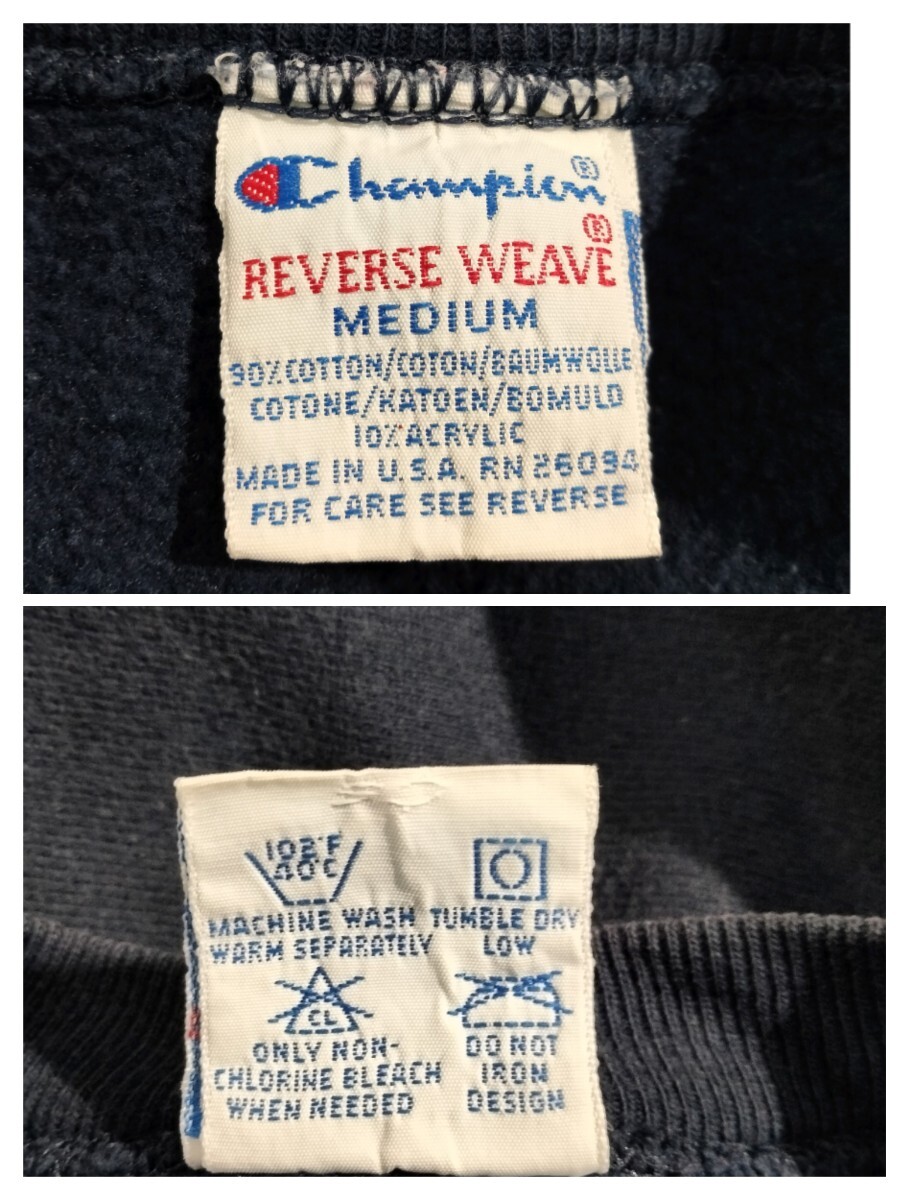 Champion®
REVERSE WEAVE®
MEDIUM
90% COTTON/COTON/BAUMWOLLE
COTONE/KATOEN/BOMULD
10% ACRYLIC
MADE IN U.S.A. RN 26094
FOR CARE SEE REVERSE
102°F
40°C
MACHINE WASH
WARM SEPARATELY
TUMBLE DRY
LOW
CL
ONLY NON-
CHLORINE BLEACH
WHEN NEEDED
DO NOT
IRON
DESIGN